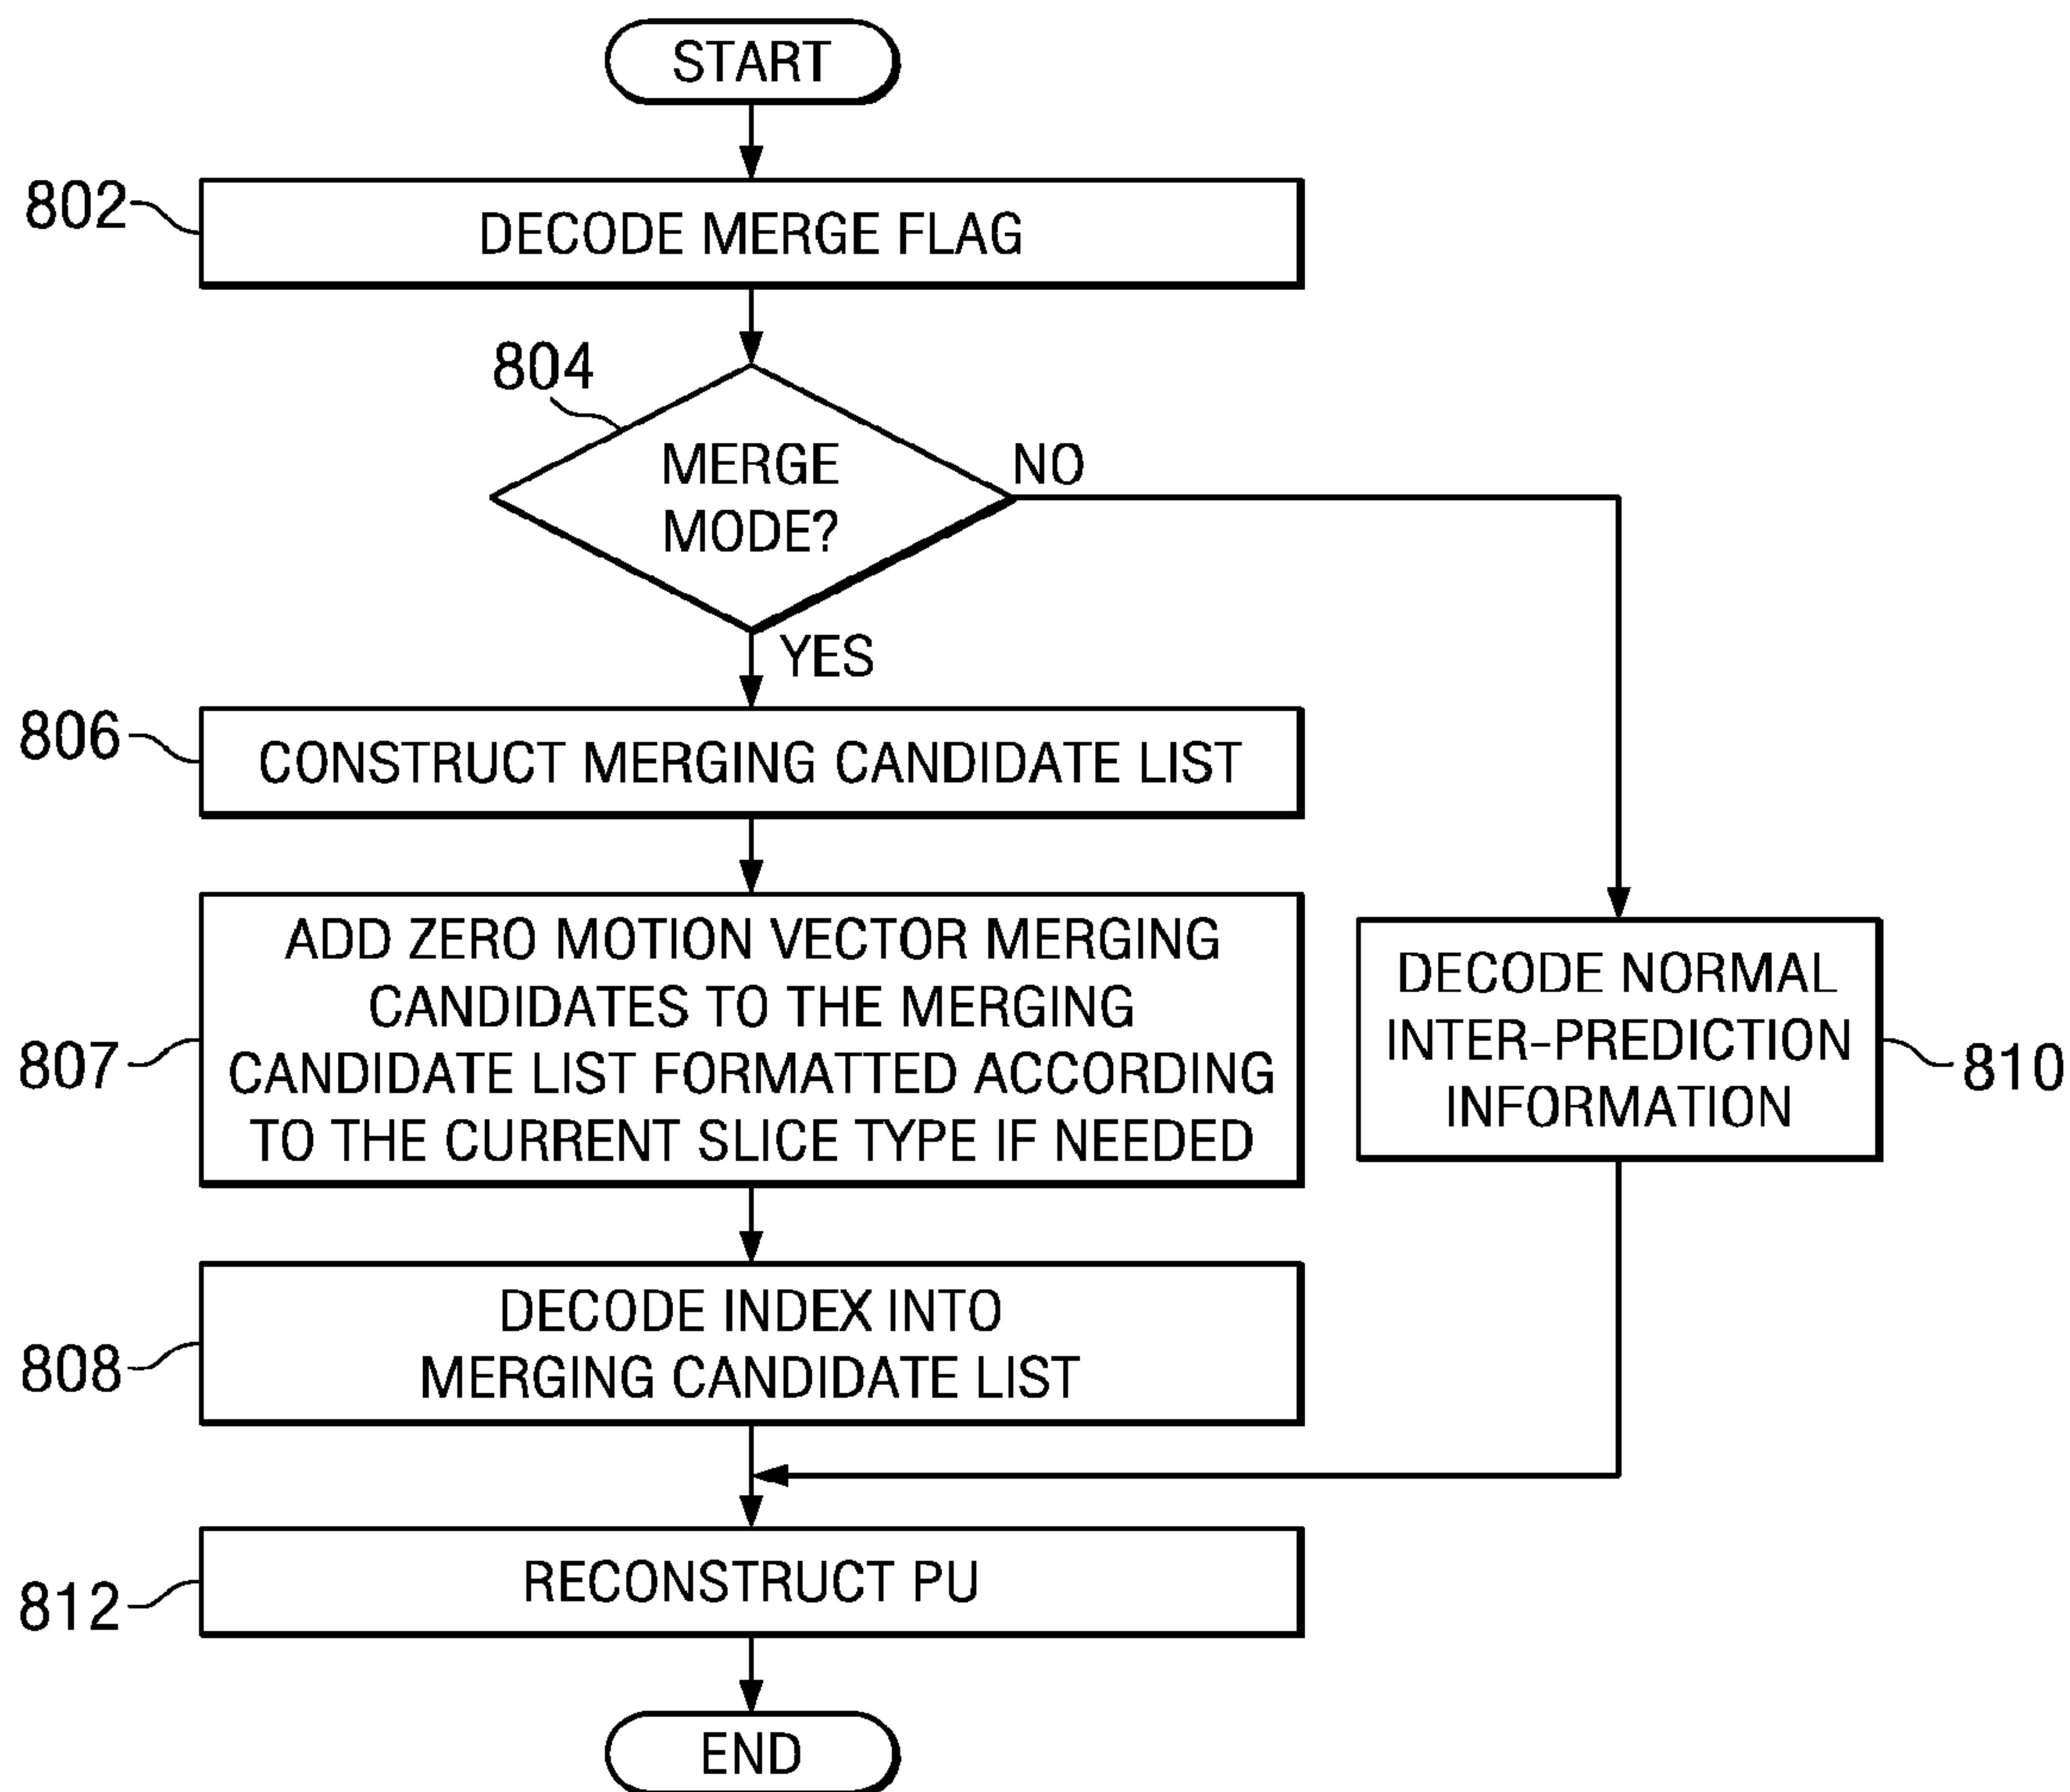 START
802
DECODE MERGE FLAG
804
MERGE
MODE?
NO
YES
806
CONSTRUCT MERGING CANDIDATE LIST
807
ADD ZERO MOTION VECTOR MERGING
CANDIDATES TO THE MERGING
CANDIDATE LIST FORMATTED ACCORDING
TO THE CURRENT SLICE TYPE IF NEEDED
DECODE NORMAL
INTER-PREDICTION
INFORMATION
810
808
DECODE INDEX INTO
MERGING CANDIDATE LIST
812
RECONSTRUCT PU
END